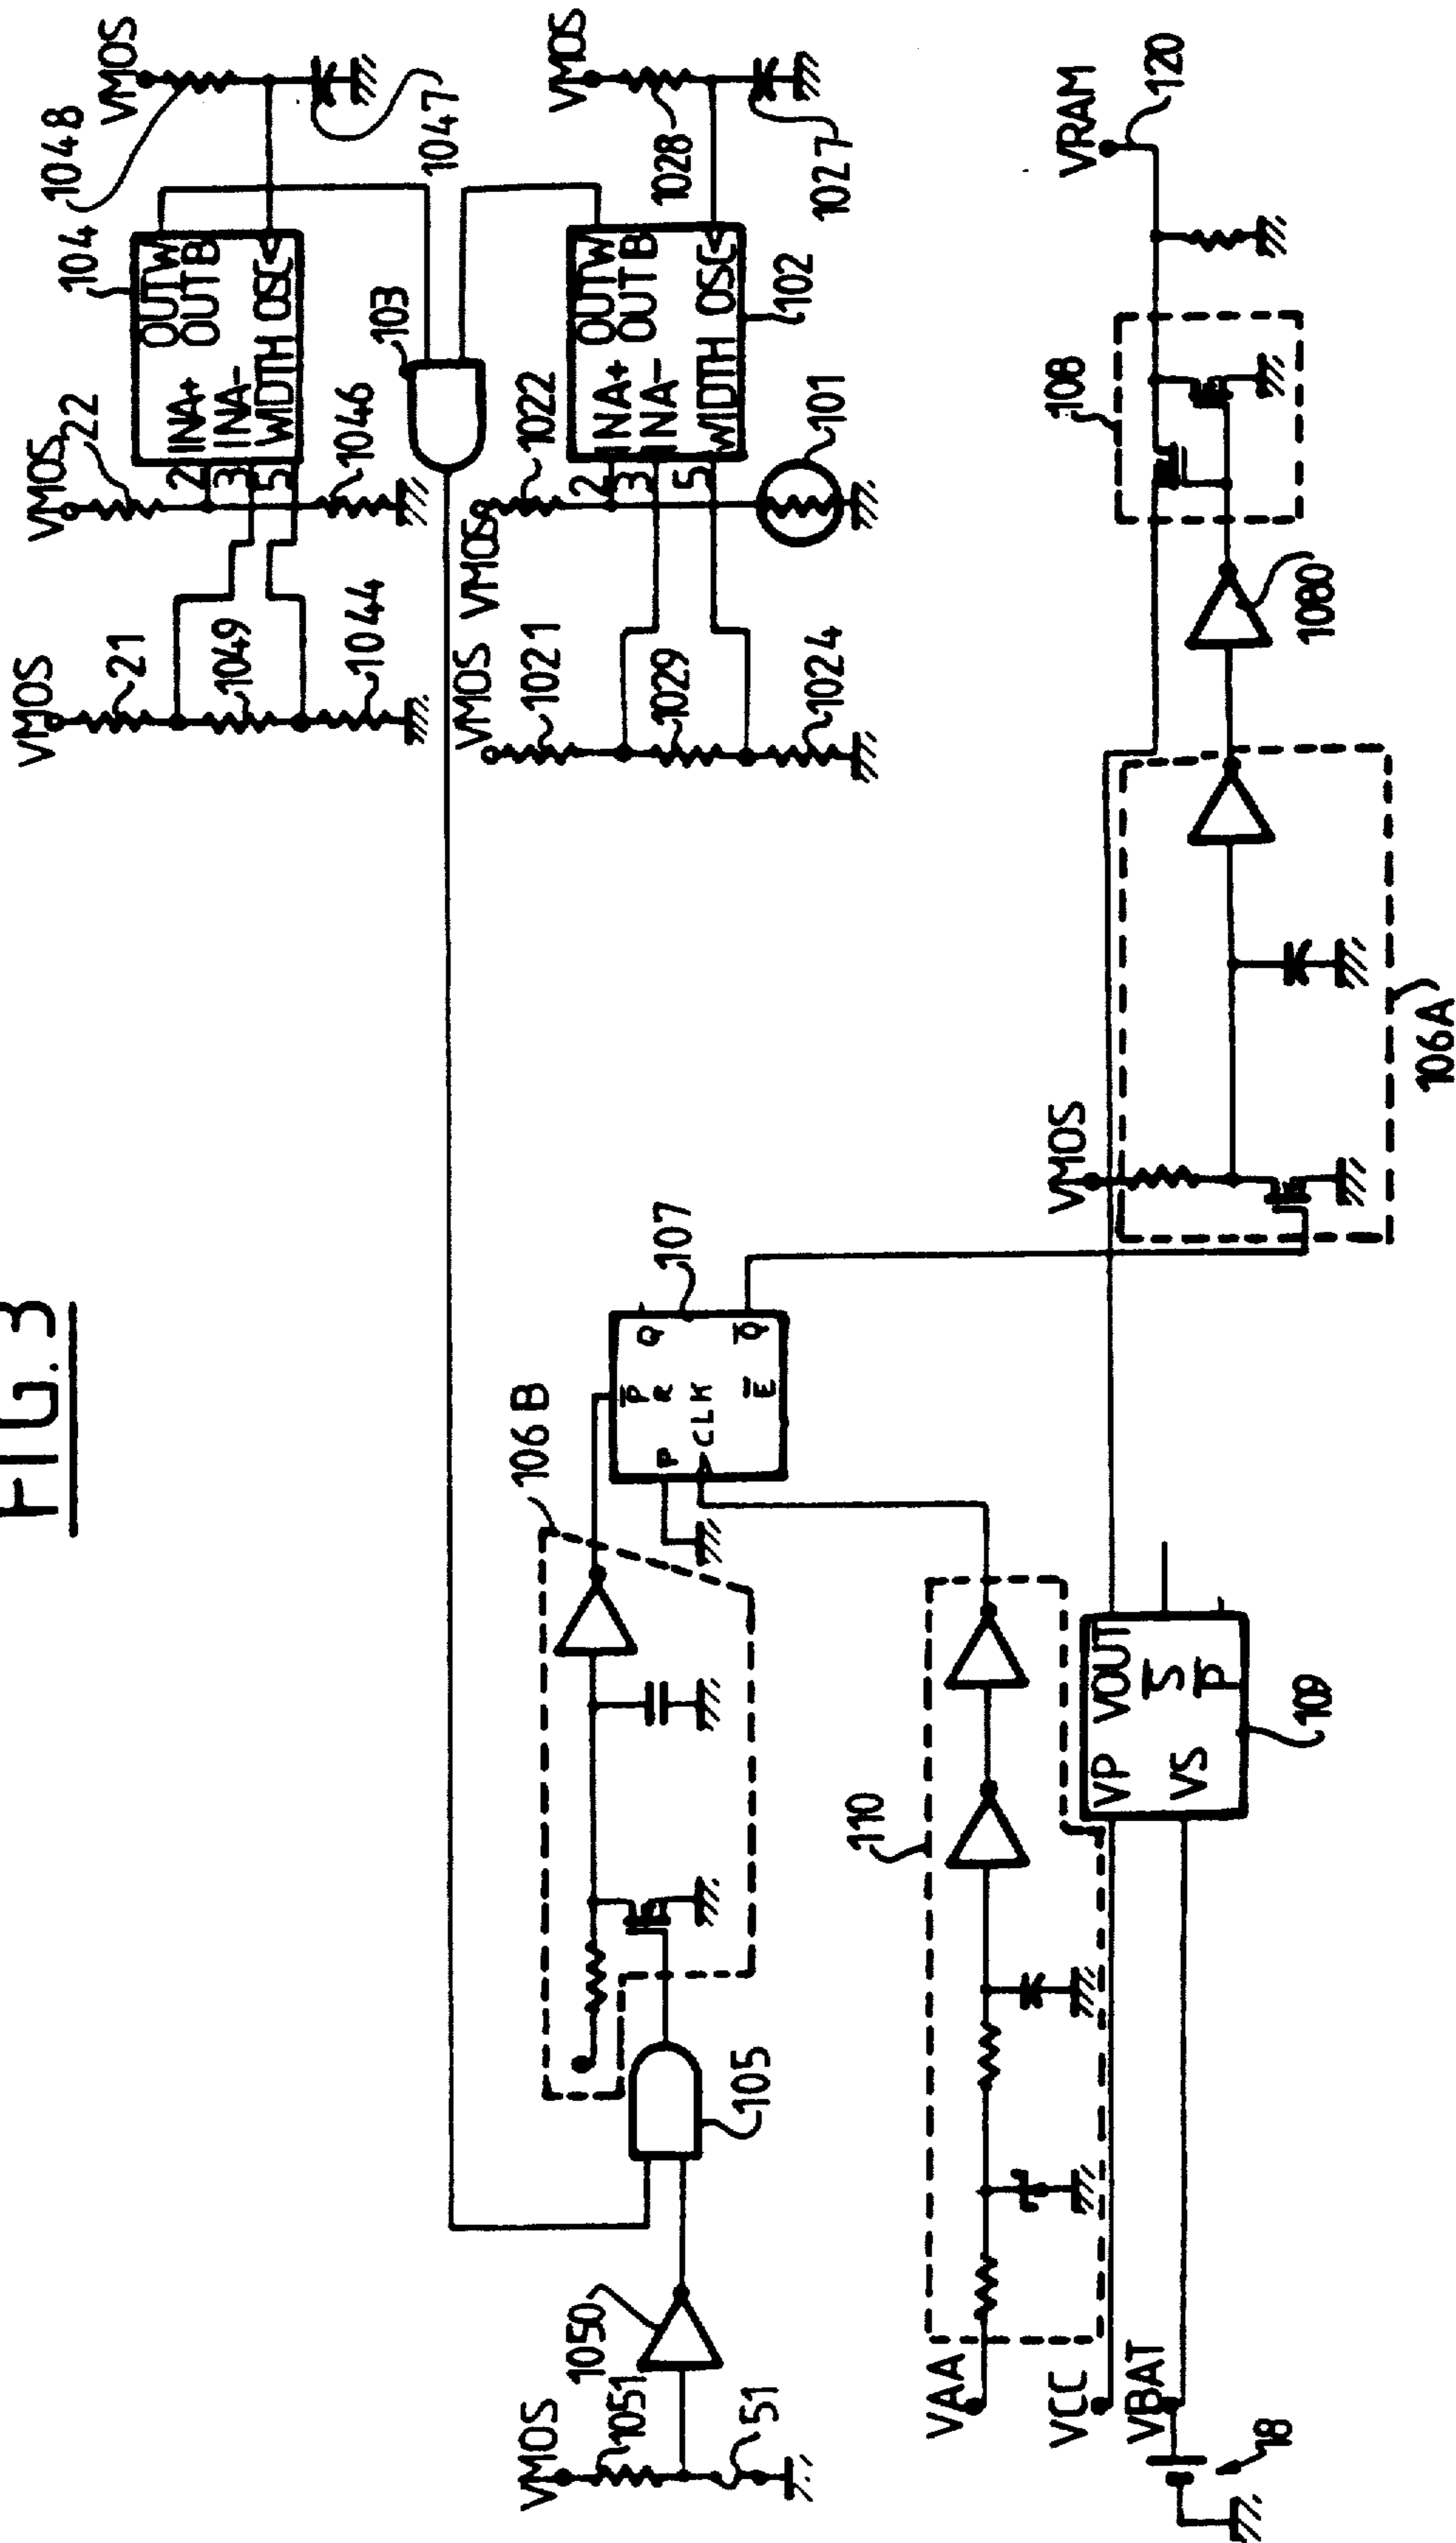 FIG. 3
VMOS
21
1049
1044
VMOS
22
1046
104
OUTW
OUTB
INA+
INA-
WIDTH OSC
2
3
5
1048
VMOS
1047
103
VMOS
1021
1029
1024
VMOS
1022
101
OUTW
OUTB
INA+
INA-
WIDTH OSC
2
3
5
102
VMOS
1028
1027
VMOS
1051
51
1050
105
106B
P
PR
CLK
Q
Q̅
E̅
107
VAA
110
VCC
VBAT
18
VP VOUT
VS S̅
P̅
109
VMOS
106A
1080
108
VRAM
120